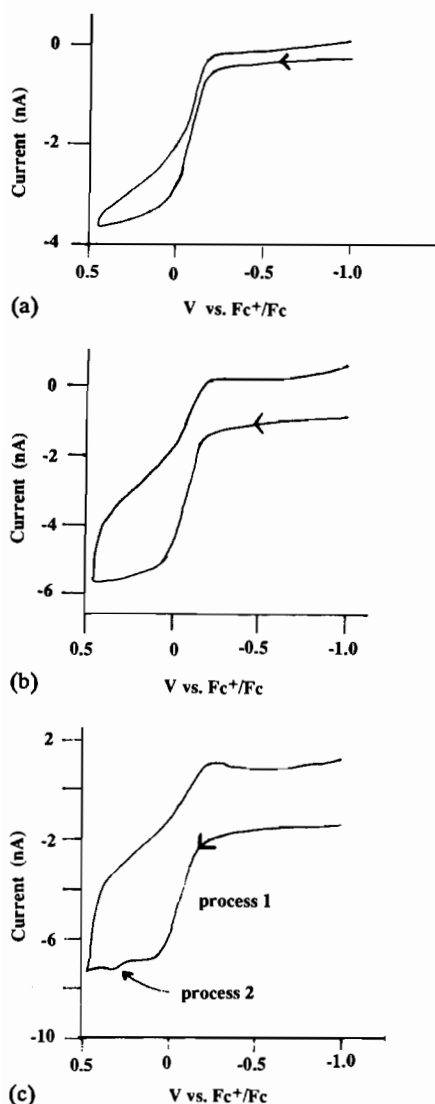 0
-2
-4
Current (nA)
0.5 0 -0.5 -1.0
V vs. Fc⁺/Fc
(a)
0
-2
-4
-6
Current (nA)
0.5 0 -0.5 -1.0
V vs. Fc⁺/Fc
(b)
2
-2
-6
-10
Current (nA)
process 1
process 2
0.5 0 -0.5 -1.0
V vs. Fc⁺/Fc
(c)